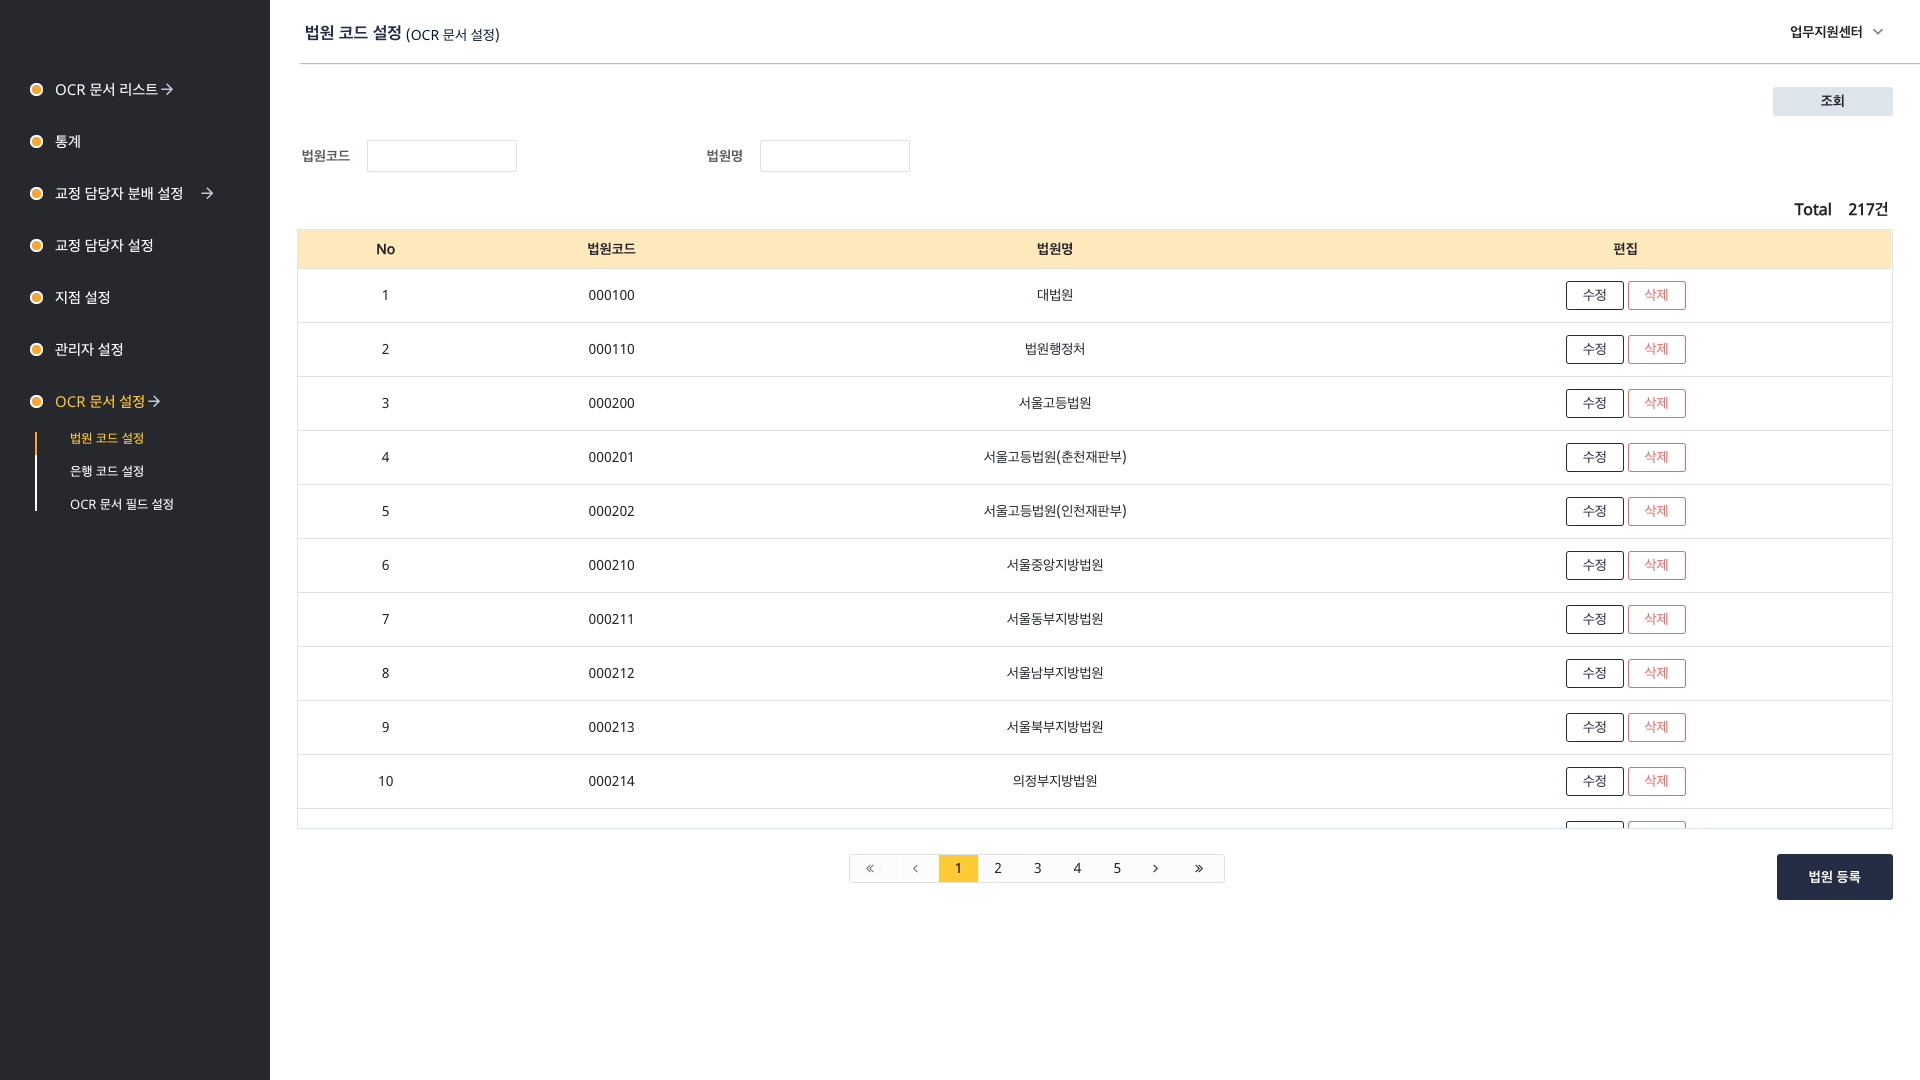 OCR 문서 리스트
통계
교정 담당자 분배 설정
교정 담당자 설정
지점 설정
관리자 설정
OCR 문서 설정
법원 코드 설정
은행 코드 설정
OCR 문서 필드 설정
법원 코드 설정 (OCR 문서 설정)
업무지원센터
조회
법원코드
법원명
Total 217건
No 법원코드 법원명 편집
1 000100 대법원 수정 삭제
2 000110 법원행정처 수정 삭제
3 000200 서울고등법원 수정 삭제
4 000201 서울고등법원(춘천재판부) 수정 삭제
5 000202 서울고등법원(인천재판부) 수정 삭제
6 000210 서울중앙지방법원 수정 삭제
7 000211 서울동부지방법원 수정 삭제
8 000212 서울남부지방법원 수정 삭제
9 000213 서울북부지방법원 수정 삭제
10 000214 의정부지방법원 수정 삭제
« ‹ 1 2 3 4 5 › »
법원 등록